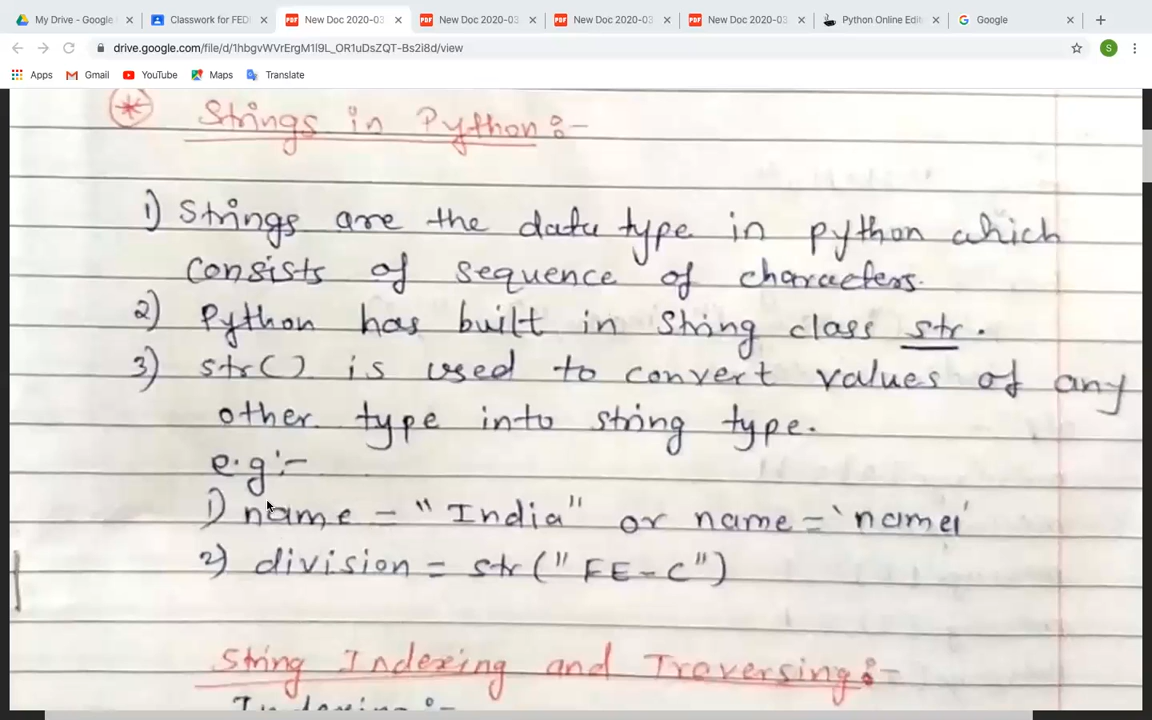 My Drive - Google
Classwork for FED
New Doc 2020-03
New Doc 2020-03
New Doc 2020-03
New Doc 2020-03
Python Online Edit
Google
drive.google.com/file/d/1hbgvWVrErgM1l9L_OR1uDsZQT-Bs2i8d/view
S
Apps Gmail YouTube Maps Translate
Strings in Python :-
1) Strings are the data type in python which
consists of sequence of characters.
2) Python has built in String class str.
3) str() is used to convert values of any
other type into string type.
e.g :-
1) name = "India" or name = 'name'
2) division = str("FE-C")
String Indexing and Traversing :-
Indexing :-